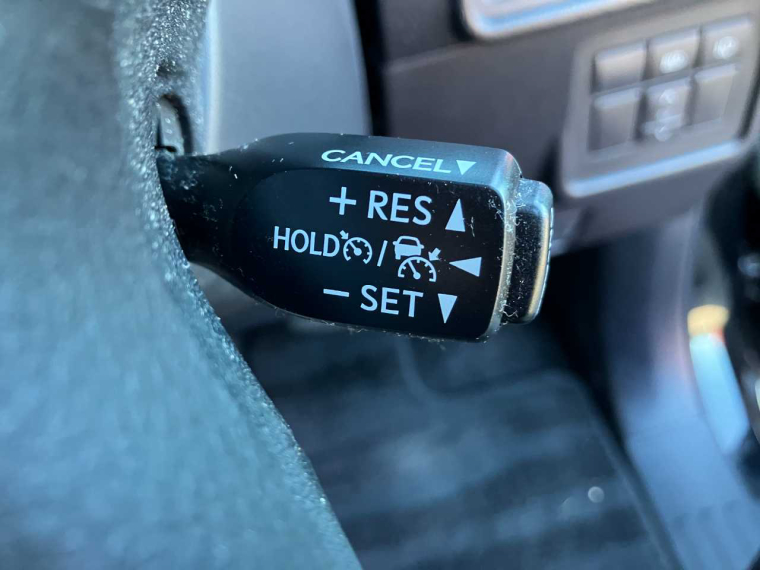 CANCEL▼
+ RES ▲
HOLD / ◀
− SET ▼